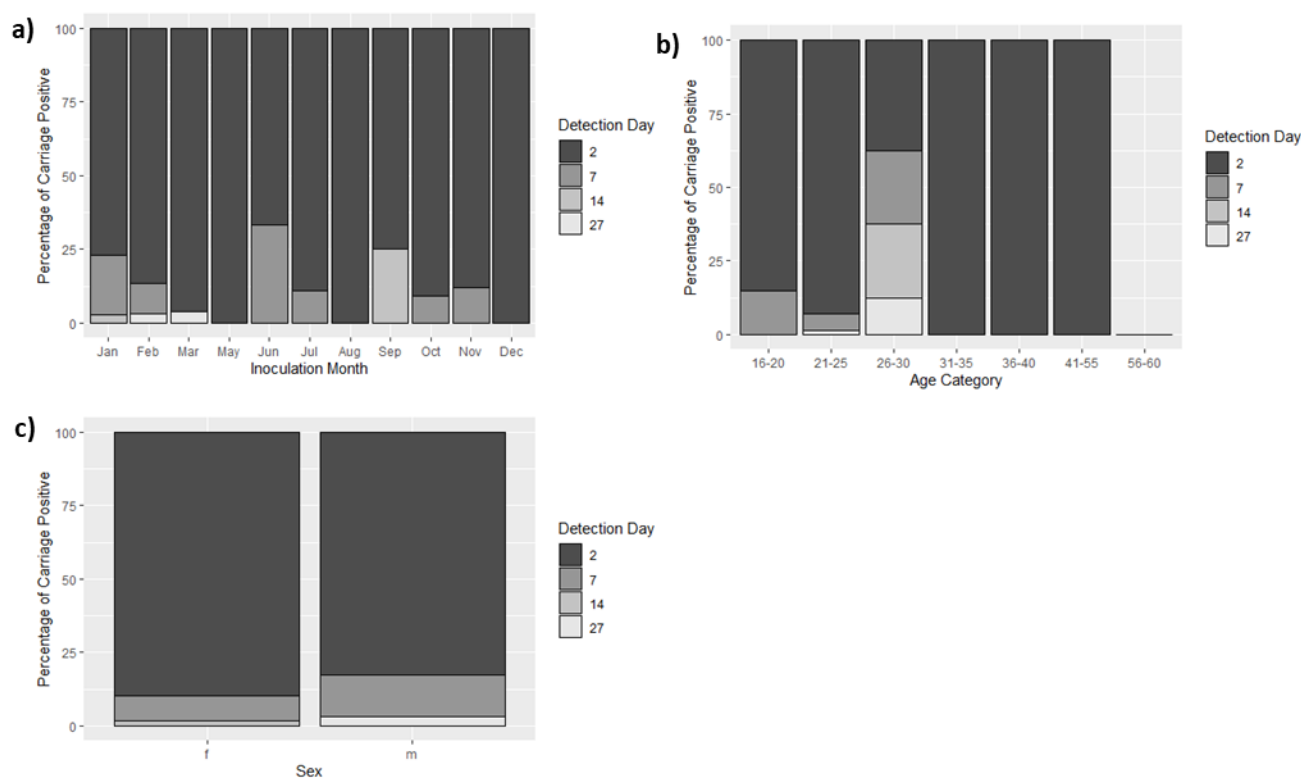 a)
Percentage of Carriage Positive
100
75
50
25
0
Jan Feb Mar May Jun Jul Aug Sep Oct Nov Dec
Inoculation Month
Detection Day
2
7
14
27
b)
Percentage of Carriage Positive
100
75
50
25
0
16-20 21-25 26-30 31-35 36-40 41-55 56-60
Age Category
Detection Day
2
7
14
27
c)
Percentage of Carriage Positive
100
75
50
25
0
f m
Sex
Detection Day
2
7
14
27